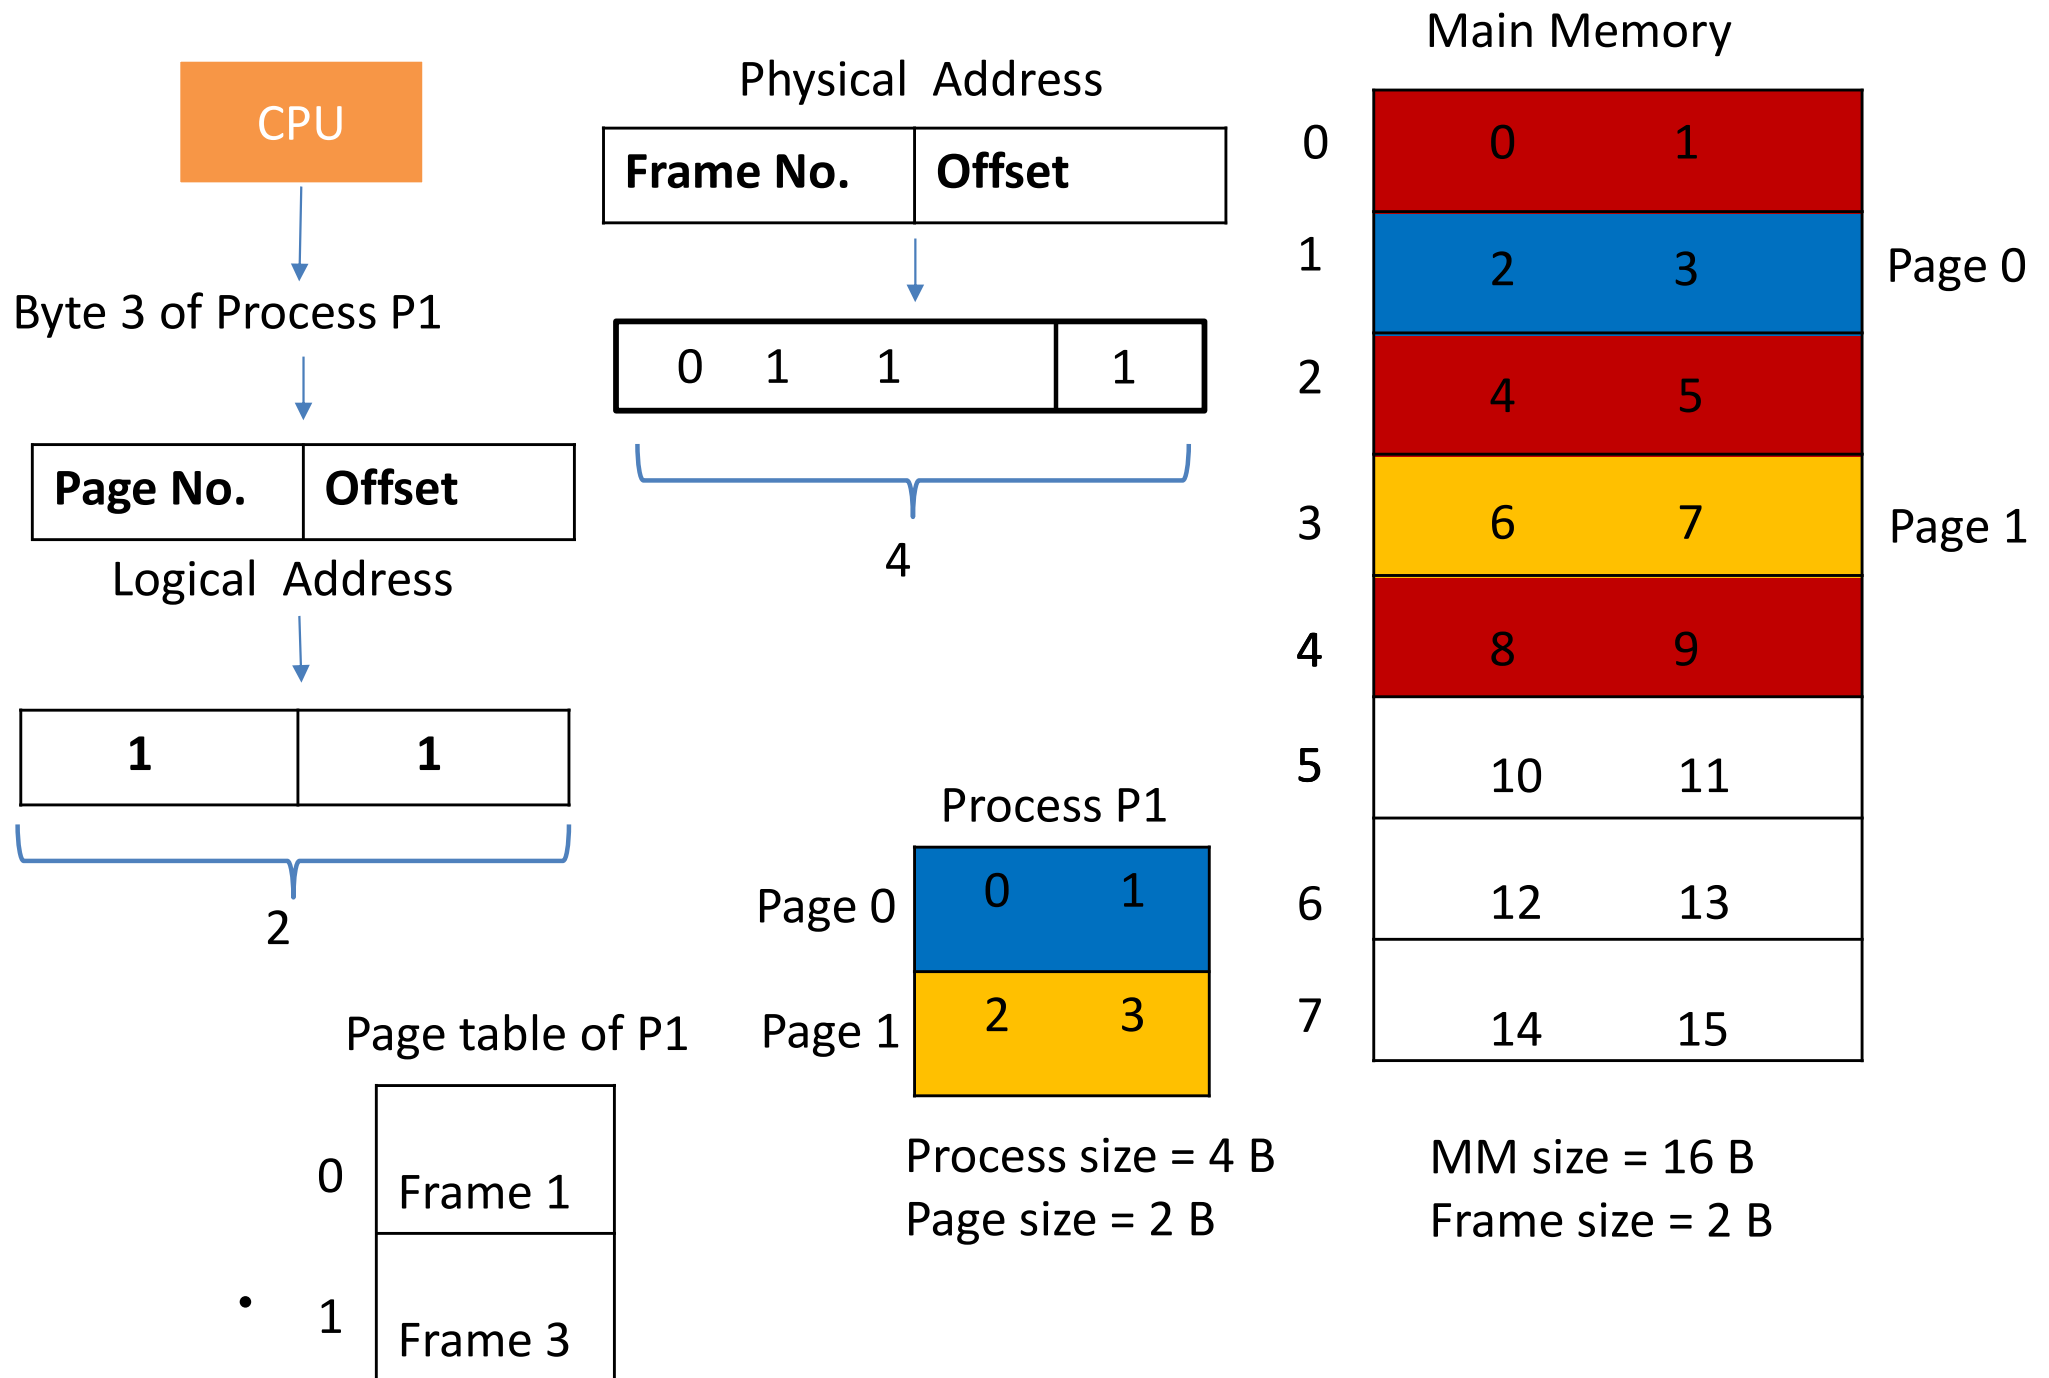 CPU
Byte 3 of Process P1
Page No. Offset
Logical Address
1 1
2
Physical Address
Frame No. Offset
0 1 1 1
4
Page table of P1
0 Frame 1
• 1 Frame 3
Process P1
Page 0 0 1
Page 1 2 3
Process size = 4 B
Page size = 2 B
Main Memory
0 0 1
1 2 3 Page 0
2 4 5
3 6 7 Page 1
4 8 9
5 10 11
6 12 13
7 14 15
MM size = 16 B
Frame size = 2 B